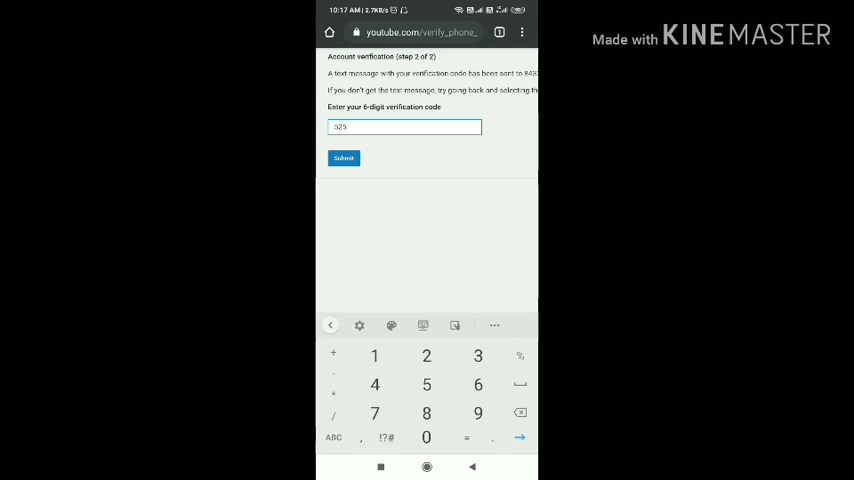 10:17 AM | 2.7KB/s
Made with KINEMASTER
youtube.com/verify_phone_
1
Account verification (step 2 of 2)
A text message with your verification code has been sent to 843
If you don't get the text message, try going back and selecting th
Enter your 6-digit verification code
525
Submit
+ 1 2 3 %
- 4 5 6
*
/ 7 8 9
ABC , !?# 0 = .